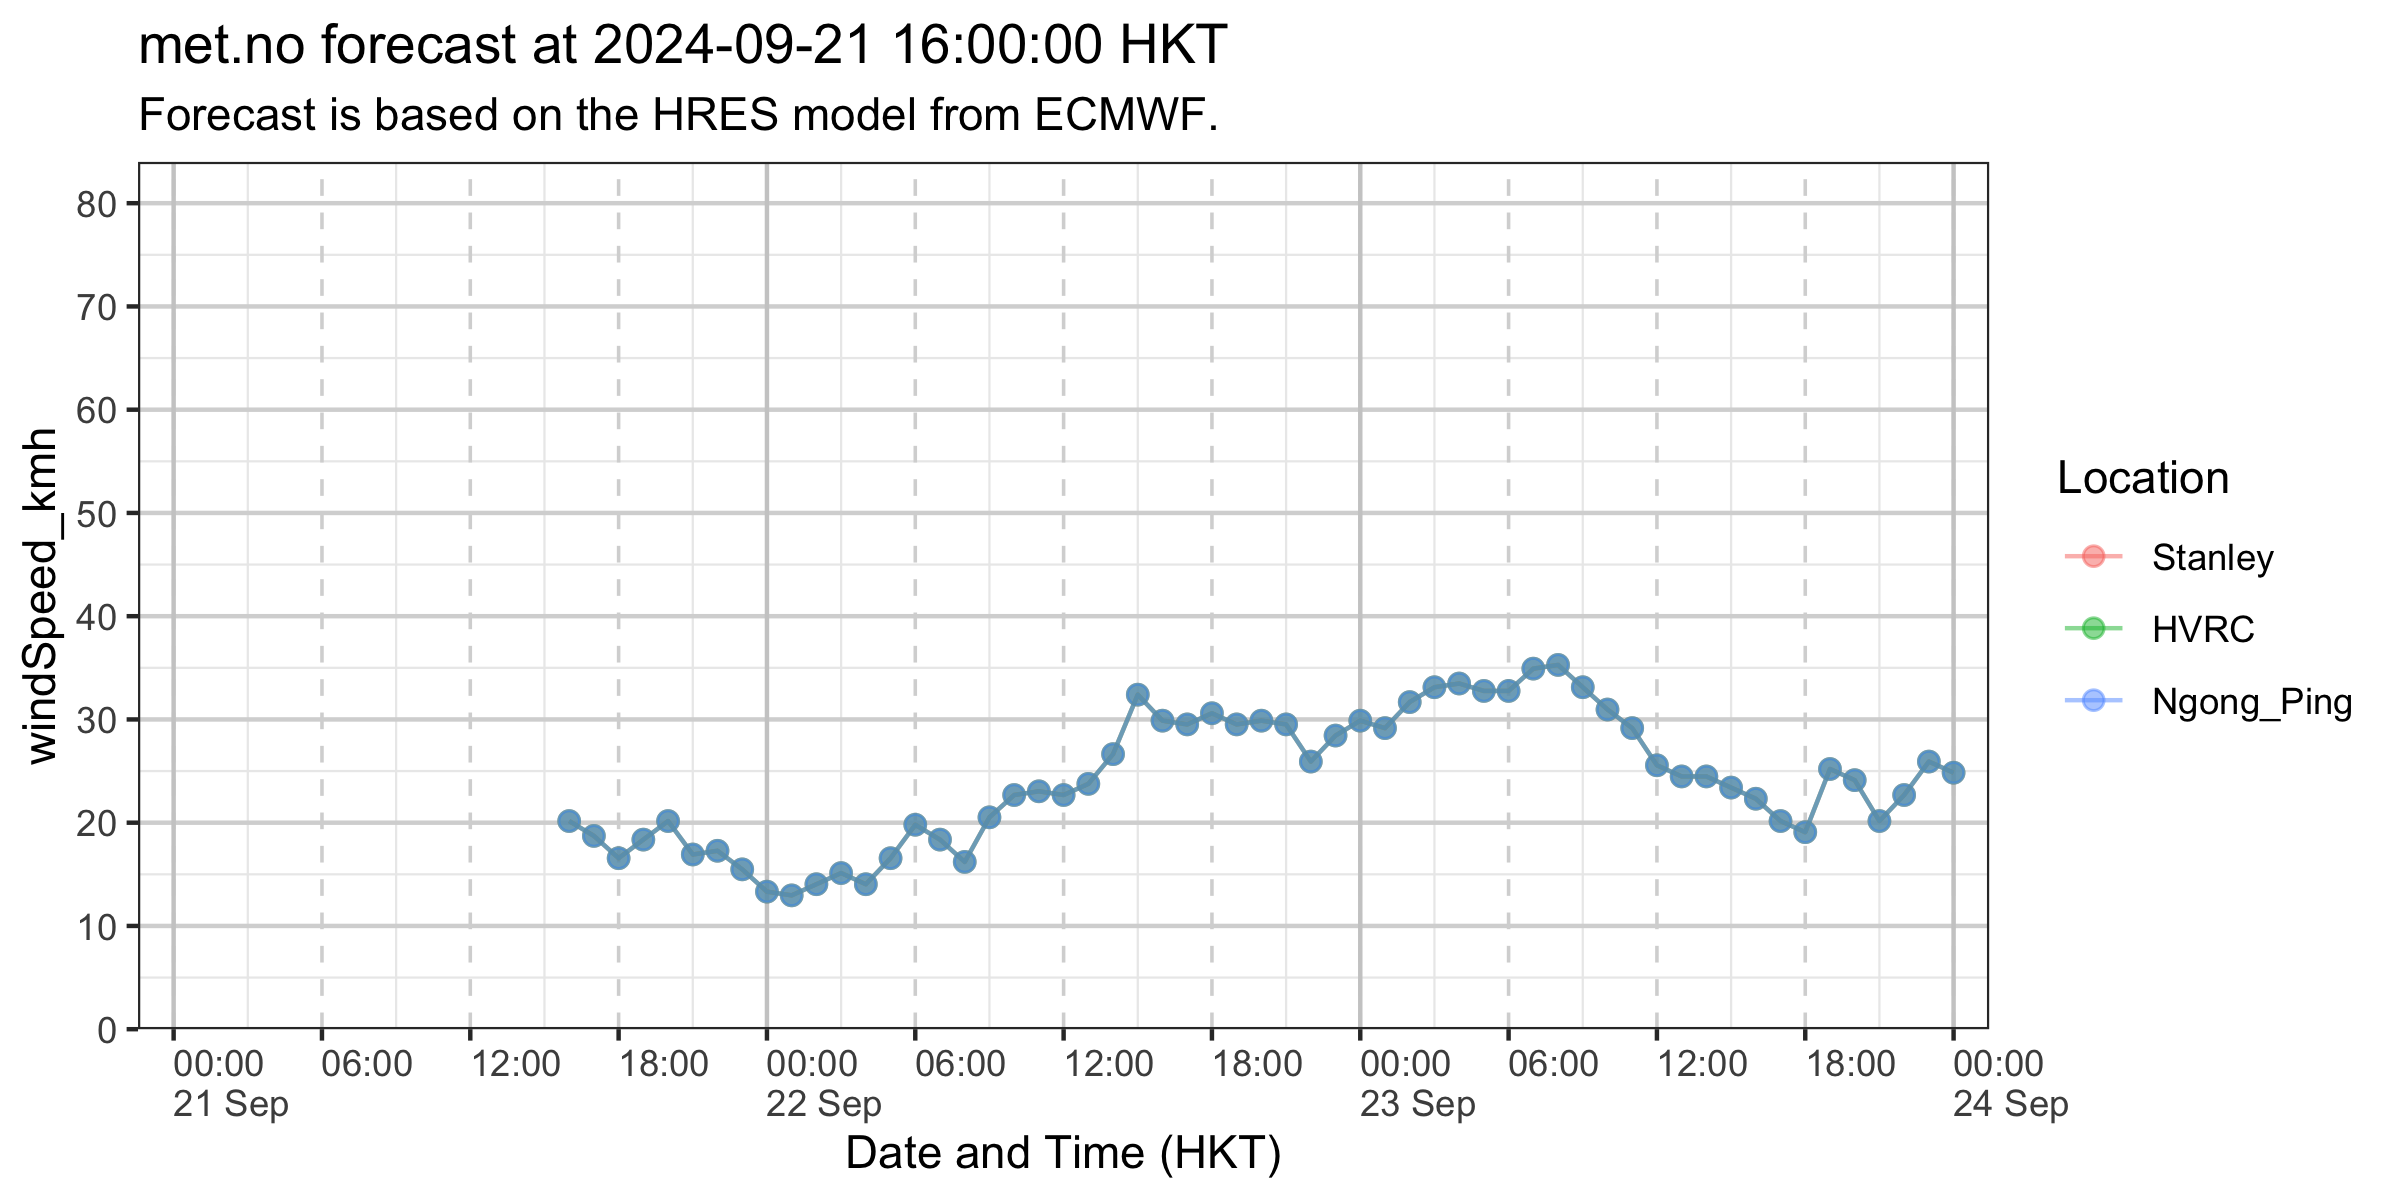 met.no forecast at 2024-09-21 16:00:00 HKT
Forecast is based on the HRES model from ECMWF.
windSpeed_kmh
80
70
60
50
40
30
20
10
0
00:00 06:00 12:00 18:00 00:00 06:00 12:00 18:00 00:00 06:00 12:00 18:00 00:00
21 Sep 22 Sep 23 Sep 24 Sep
Date and Time (HKT)
Location
Stanley
HVRC
Ngong_Ping